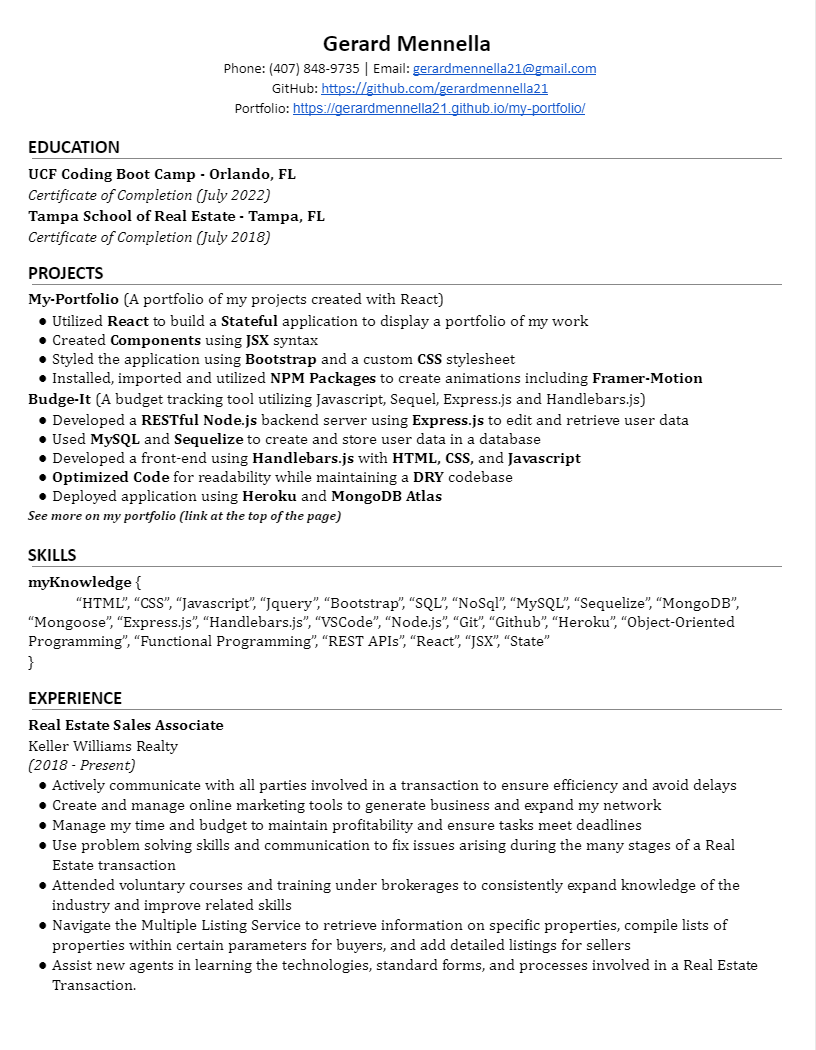 Gerard Mennella
Phone: (407) 848-9735 | Email: gerardmennella21@gmail.com
GitHub: https://github.com/gerardmennella21
Portfolio: https://gerardmennella21.github.io/my-portfolio/
EDUCATION
UCF Coding Boot Camp - Orlando, FL
Certificate of Completion (July 2022)
Tampa School of Real Estate - Tampa, FL
Certificate of Completion (July 2018)
PROJECTS
My-Portfolio (A portfolio of my projects created with React)
● Utilized React to build a Stateful application to display a portfolio of my work
● Created Components using JSX syntax
● Styled the application using Bootstrap and a custom CSS stylesheet
● Installed, imported and utilized NPM Packages to create animations including Framer-Motion
Budge-It (A budget tracking tool utilizing Javascript, Sequel, Express.js and Handlebars.js)
● Developed a RESTful Node.js backend server using Express.js to edit and retrieve user data
● Used MySQL and Sequelize to create and store user data in a database
● Developed a front-end using Handlebars.js with HTML, CSS, and Javascript
● Optimized Code for readability while maintaining a DRY codebase
● Deployed application using Heroku and MongoDB Atlas
See more on my portfolio (link at the top of the page)
SKILLS
myKnowledge {
“HTML”, “CSS”, “Javascript”, “Jquery”, “Bootstrap”, “SQL”, “NoSql”, “MySQL”, “Sequelize”, “MongoDB”,
“Mongoose”, “Express.js”, “Handlebars.js”, “VSCode”, “Node.js”, “Git”, “Github”, “Heroku”, “Object-Oriented
Programming”, “Functional Programming”, “REST APIs”, “React”, “JSX”, “State”
}
EXPERIENCE
Real Estate Sales Associate
Keller Williams Realty
(2018 - Present)
● Actively communicate with all parties involved in a transaction to ensure efficiency and avoid delays
● Create and manage online marketing tools to generate business and expand my network
● Manage my time and budget to maintain profitability and ensure tasks meet deadlines
● Use problem solving skills and communication to fix issues arising during the many stages of a Real
Estate transaction
● Attended voluntary courses and training under brokerages to consistently expand knowledge of the
industry and improve related skills
● Navigate the Multiple Listing Service to retrieve information on specific properties, compile lists of
properties within certain parameters for buyers, and add detailed listings for sellers
● Assist new agents in learning the technologies, standard forms, and processes involved in a Real Estate
Transaction.